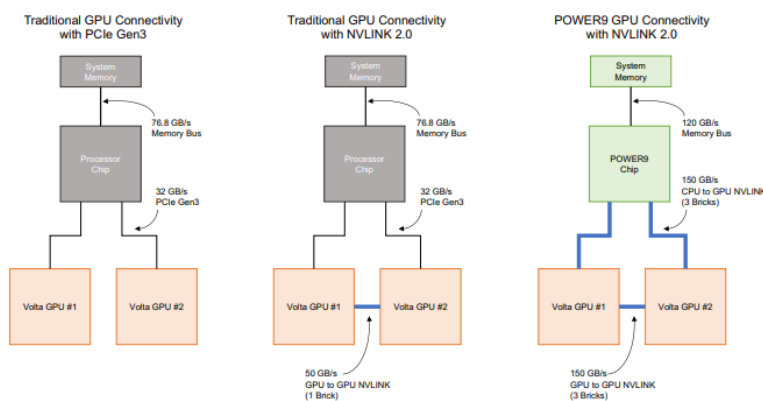 Traditional GPU Connectivity
with PCIe Gen3
System
Memory
76.8 GB/s
Memory Bus
Processor
Chip
32 GB/s
PCIe Gen3
Volta GPU #1
Volta GPU #2
Traditional GPU Connectivity
with NVLINK 2.0
System
Memory
76.8 GB/s
Memory Bus
Processor
Chip
32 GB/s
PCIe Gen3
Volta GPU #1
Volta GPU #2
50 GB/s
GPU to GPU NVLINK
(1 Brick)
POWER9 GPU Connectivity
with NVLINK 2.0
System
Memory
120 GB/s
Memory Bus
POWER9
Chip
150 GB/s
CPU to GPU NVLINK
(3 Bricks)
Volta GPU #1
Volta GPU #2
150 GB/s
GPU to GPU NVLINK
(3 Bricks)